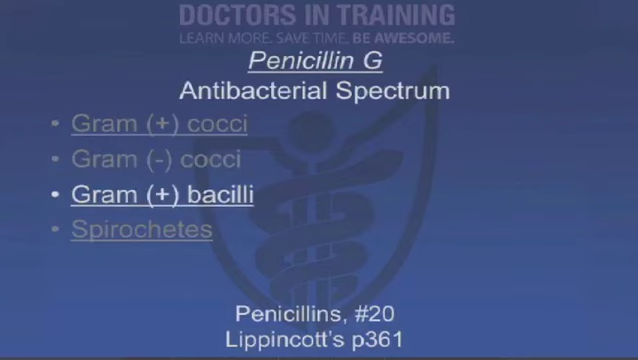 DOCTORS IN TRAINING
LEARN MORE. SAVE TIME. BE AWESOME.
Penicillin G
Antibacterial Spectrum
• Gram (+) cocci
• Gram (-) cocci
• Gram (+) bacilli
• Spirochetes
Penicillins, #20
Lippincott's p361